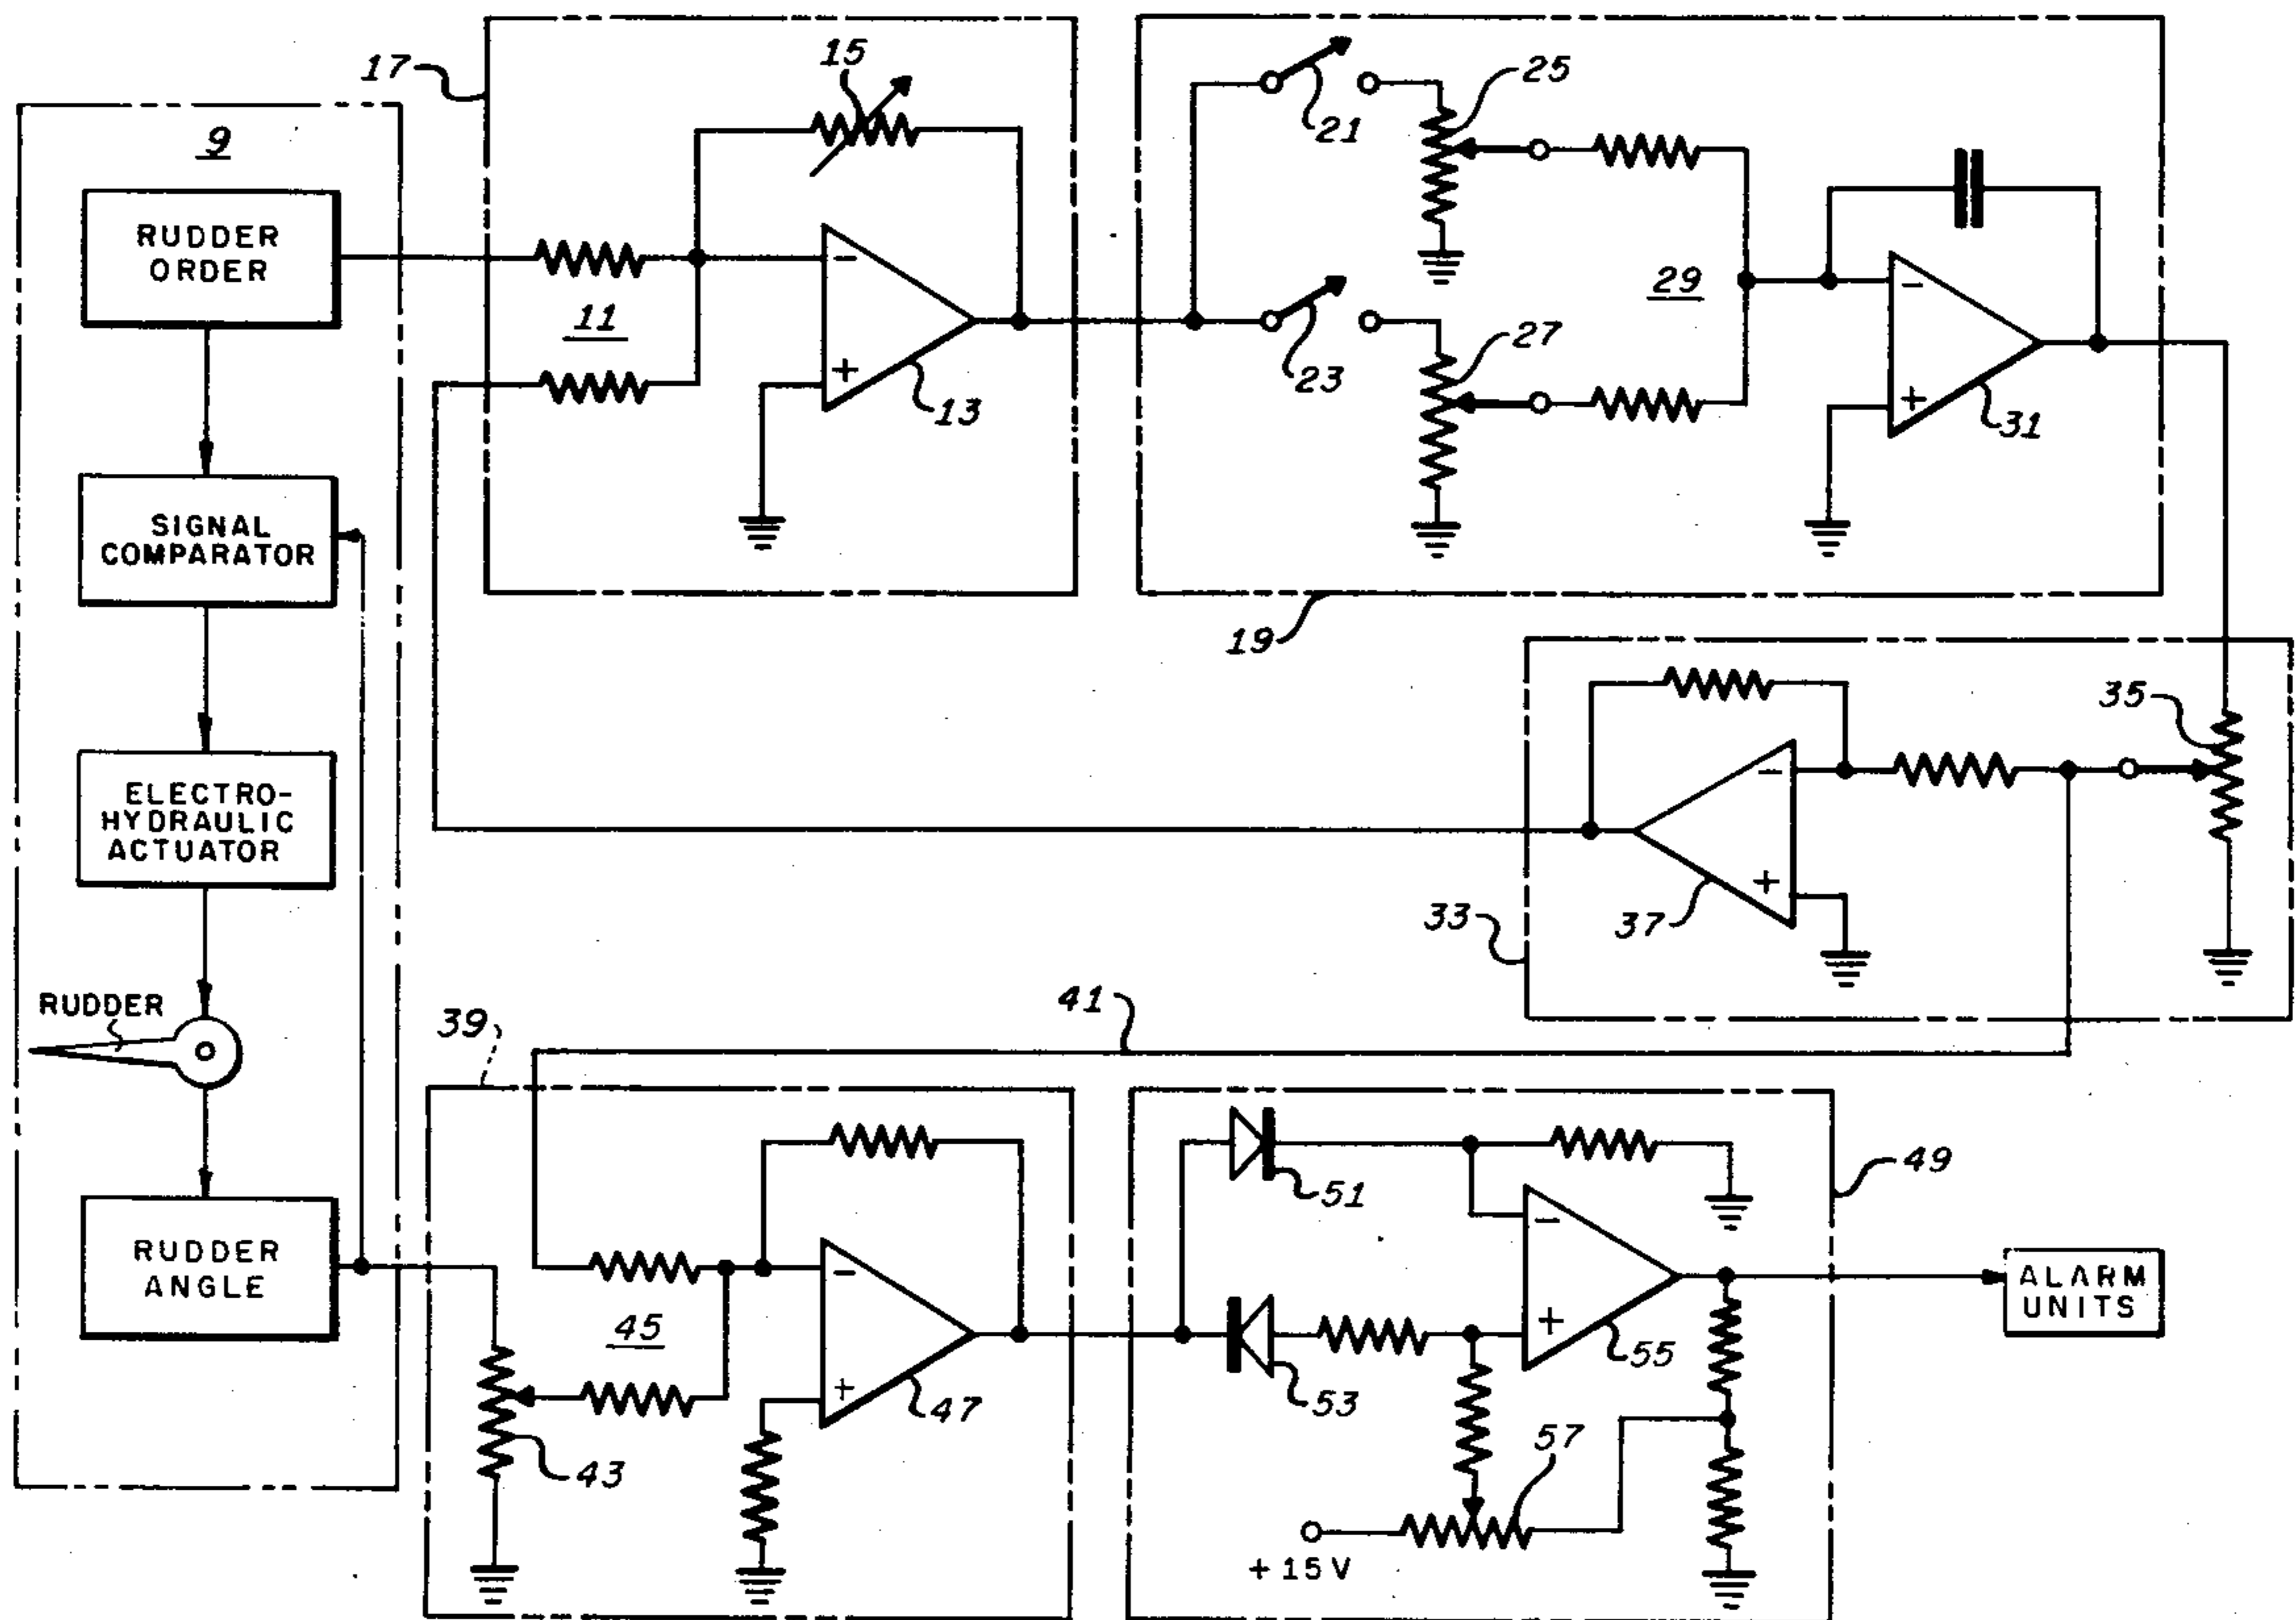 9
RUDDER
ORDER
SIGNAL
COMPARATOR
ELECTRO-
HYDRAULIC
ACTUATOR
RUDDER
RUDDER
ANGLE
17
15
11
-
+
13
21
25
23
27
29
-
+
31
19
35
-
+
37
33
41
39
45
43
-
+
47
49
51
53
-
+
55
57
+15V
ALARM
UNITS